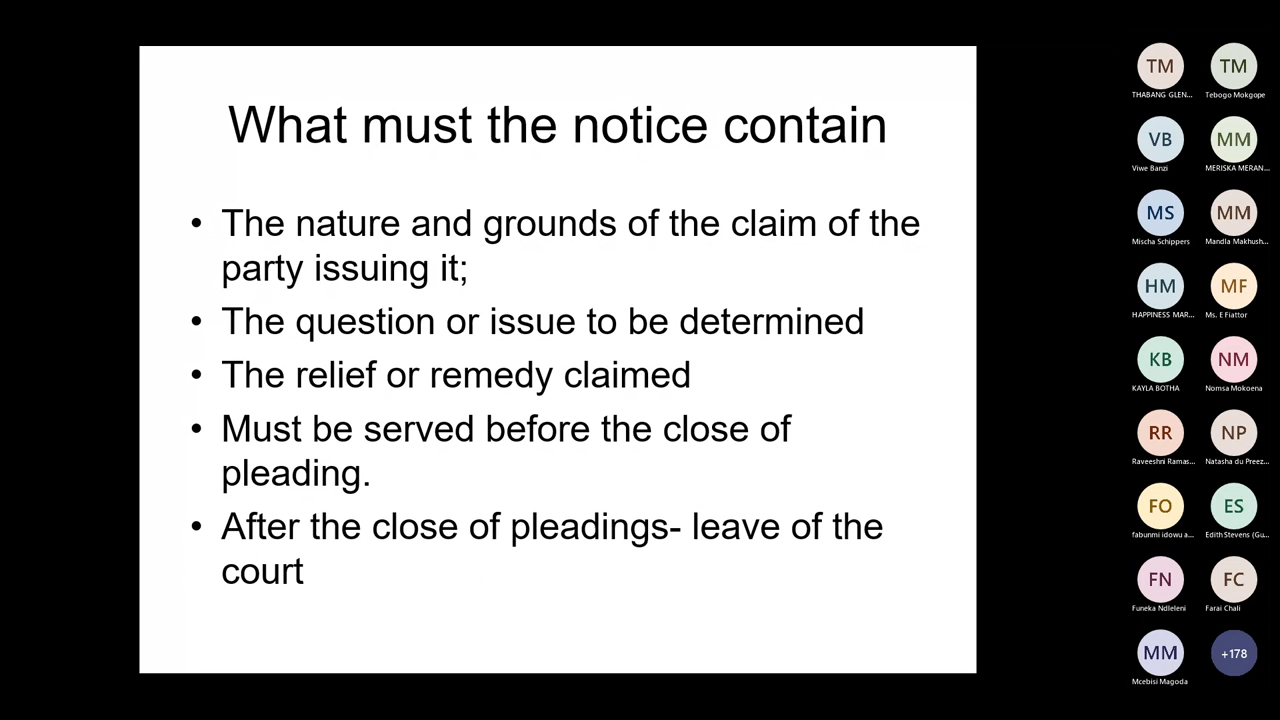 What must the notice contain
• The nature and grounds of the claim of the
party issuing it;
• The question or issue to be determined
• The relief or remedy claimed
• Must be served before the close of
pleading.
• After the close of pleadings- leave of the
court
TM
THABANG GLEN...
TM
Tebogo Mokgope
VB
Viwe Banzi
MM
MERISKA MERAN...
MS
Mischa Schippers
MM
Mandla Makhush...
HM
HAPPINESS MAR...
MF
Ms. E Fiattor
KB
KAYLA BOTHA
NM
Nomsa Mokoena
RR
Raveeshni Ramas...
NP
Natasha du Preez...
FO
fabunmi idowu a...
ES
Edith Stevens (Gu...
FN
Funeka Ndleleni
FC
Farai Chali
MM
Mcebisi Magoda
+178